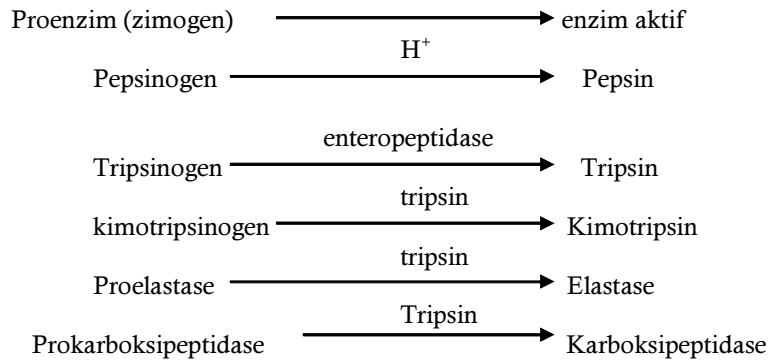 Proenzim (zimogen) enzim aktif
H+
Pepsinogen Pepsin
enteropeptidase
Tripsinogen Tripsin
tripsin
kimotripsinogen Kimotripsin
tripsin
Proelastase Elastase
Tripsin
Prokarboksipeptidase Karboksipeptidase